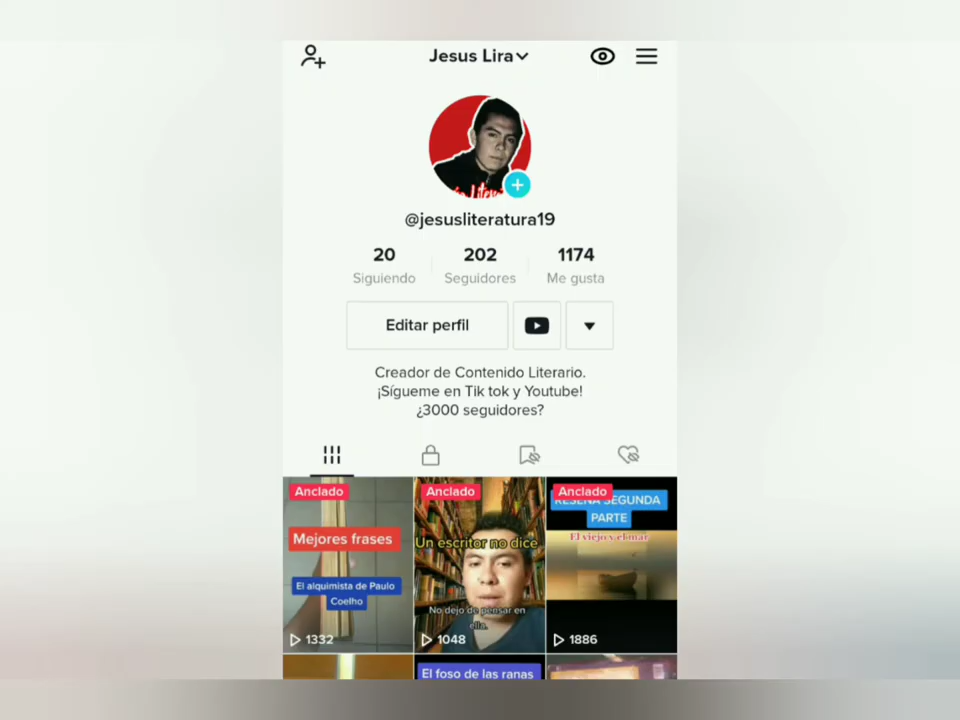 Jesus Lira
@jesusliteratura19
20 202 1174
Siguiendo Seguidores Me gusta
Editar perfil
Creador de Contenido Literario.
¡Sígueme en Tik tok y Youtube!
¿3000 seguidores?
Anclado
Mejores frases
El alquimista de Paulo
Coelho
1332
Anclado
Un escritor no dice
No dejo de pensar en
ella.
1048
Anclado
RESEÑA SEGUNDA
PARTE
El viejo y el mar
1886
El foso de las ranas